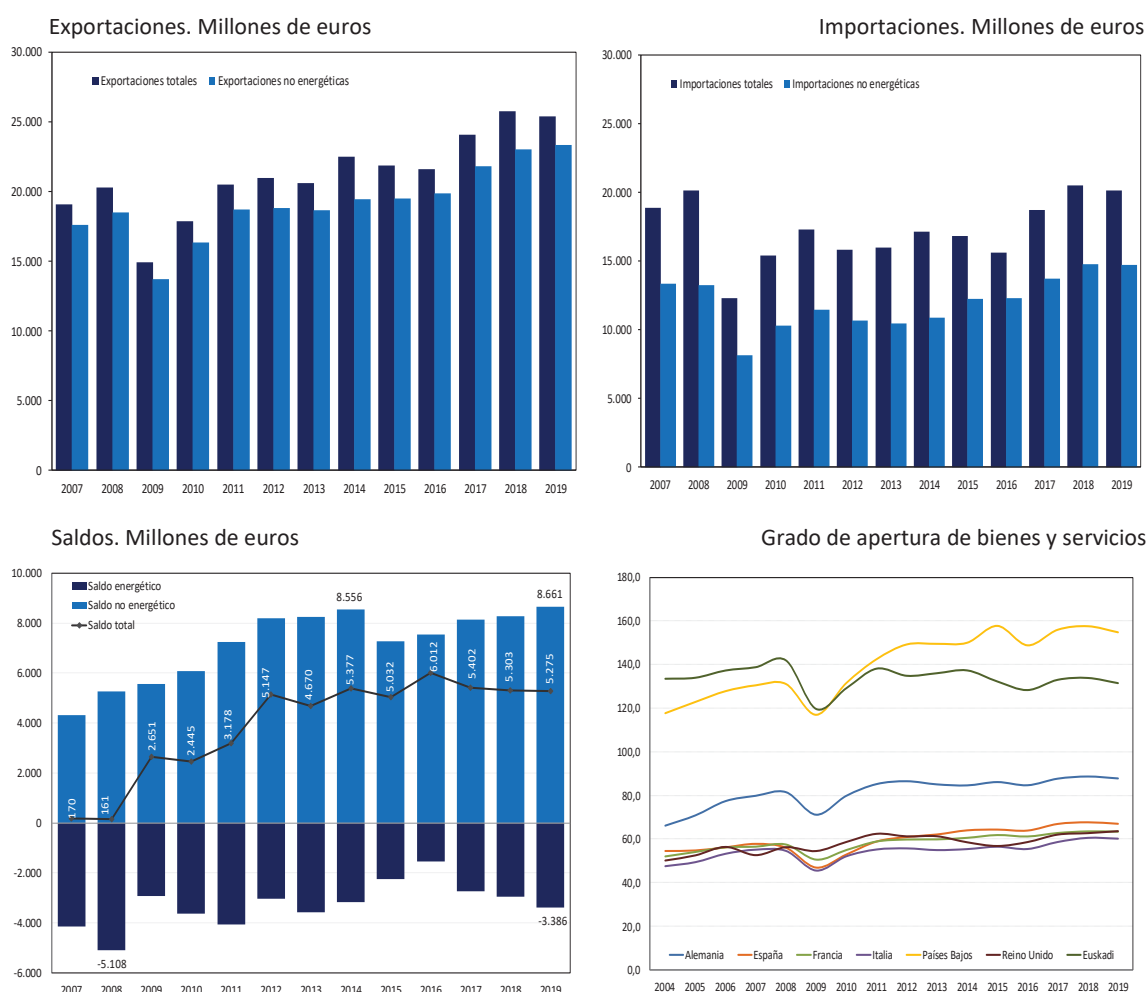 Exportaciones. Millones de euros
30.000
Exportaciones totales Exportaciones no energéticas
25.000
20.000
15.000
10.000
5.000
0
2007 2008 2009 2010 2011 2012 2013 2014 2015 2016 2017 2018 2019
Importaciones. Millones de euros
30.000
Importaciones totales Importaciones no energéticas
25.000
20.000
15.000
10.000
5.000
0
2007 2008 2009 2010 2011 2012 2013 2014 2015 2016 2017 2018 2019
Saldos. Millones de euros
10.000
Saldo energético
Saldo no energético
Saldo total
8.000
6.000
4.000
2.000
0
-2.000
-4.000
-6.000
170 161 2.651 2.445 3.178 5.147 4.670 5.377 5.032 6.012 5.402 5.303 5.275
8.556 8.661
-5.108 -3.386
2007 2008 2009 2010 2011 2012 2013 2014 2015 2016 2017 2018 2019
Grado de apertura de bienes y servicios
180,0
160,0
140,0
120,0
100,0
80,0
60,0
40,0
20,0
0,0
Alemania España Francia Italia Países Bajos Reino Unido Euskadi
2004 2005 2006 2007 2008 2009 2010 2011 2012 2013 2014 2015 2016 2017 2018 2019